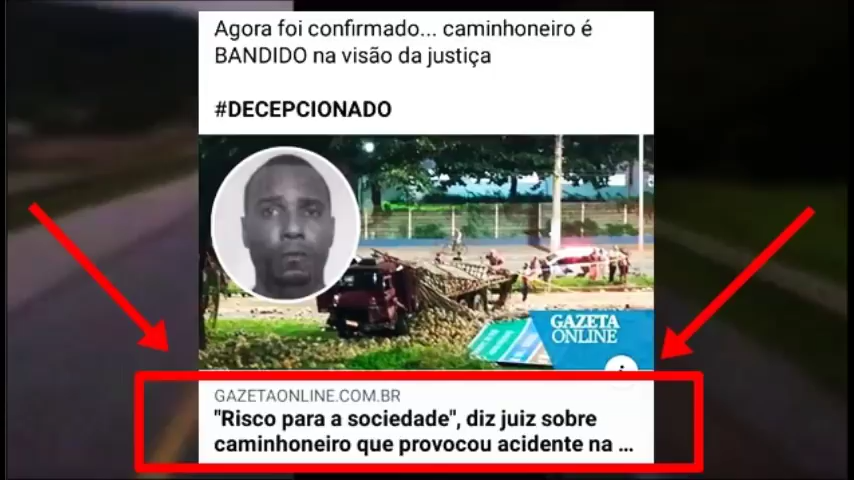 Agora foi confirmado... caminhoneiro é
BANDIDO na visão da justiça
#DECEPCIONADO
GAZETA
ONLINE
GAZETAONLINE.COM.BR
"Risco para a sociedade", diz juiz sobre
caminhoneiro que provocou acidente na ...